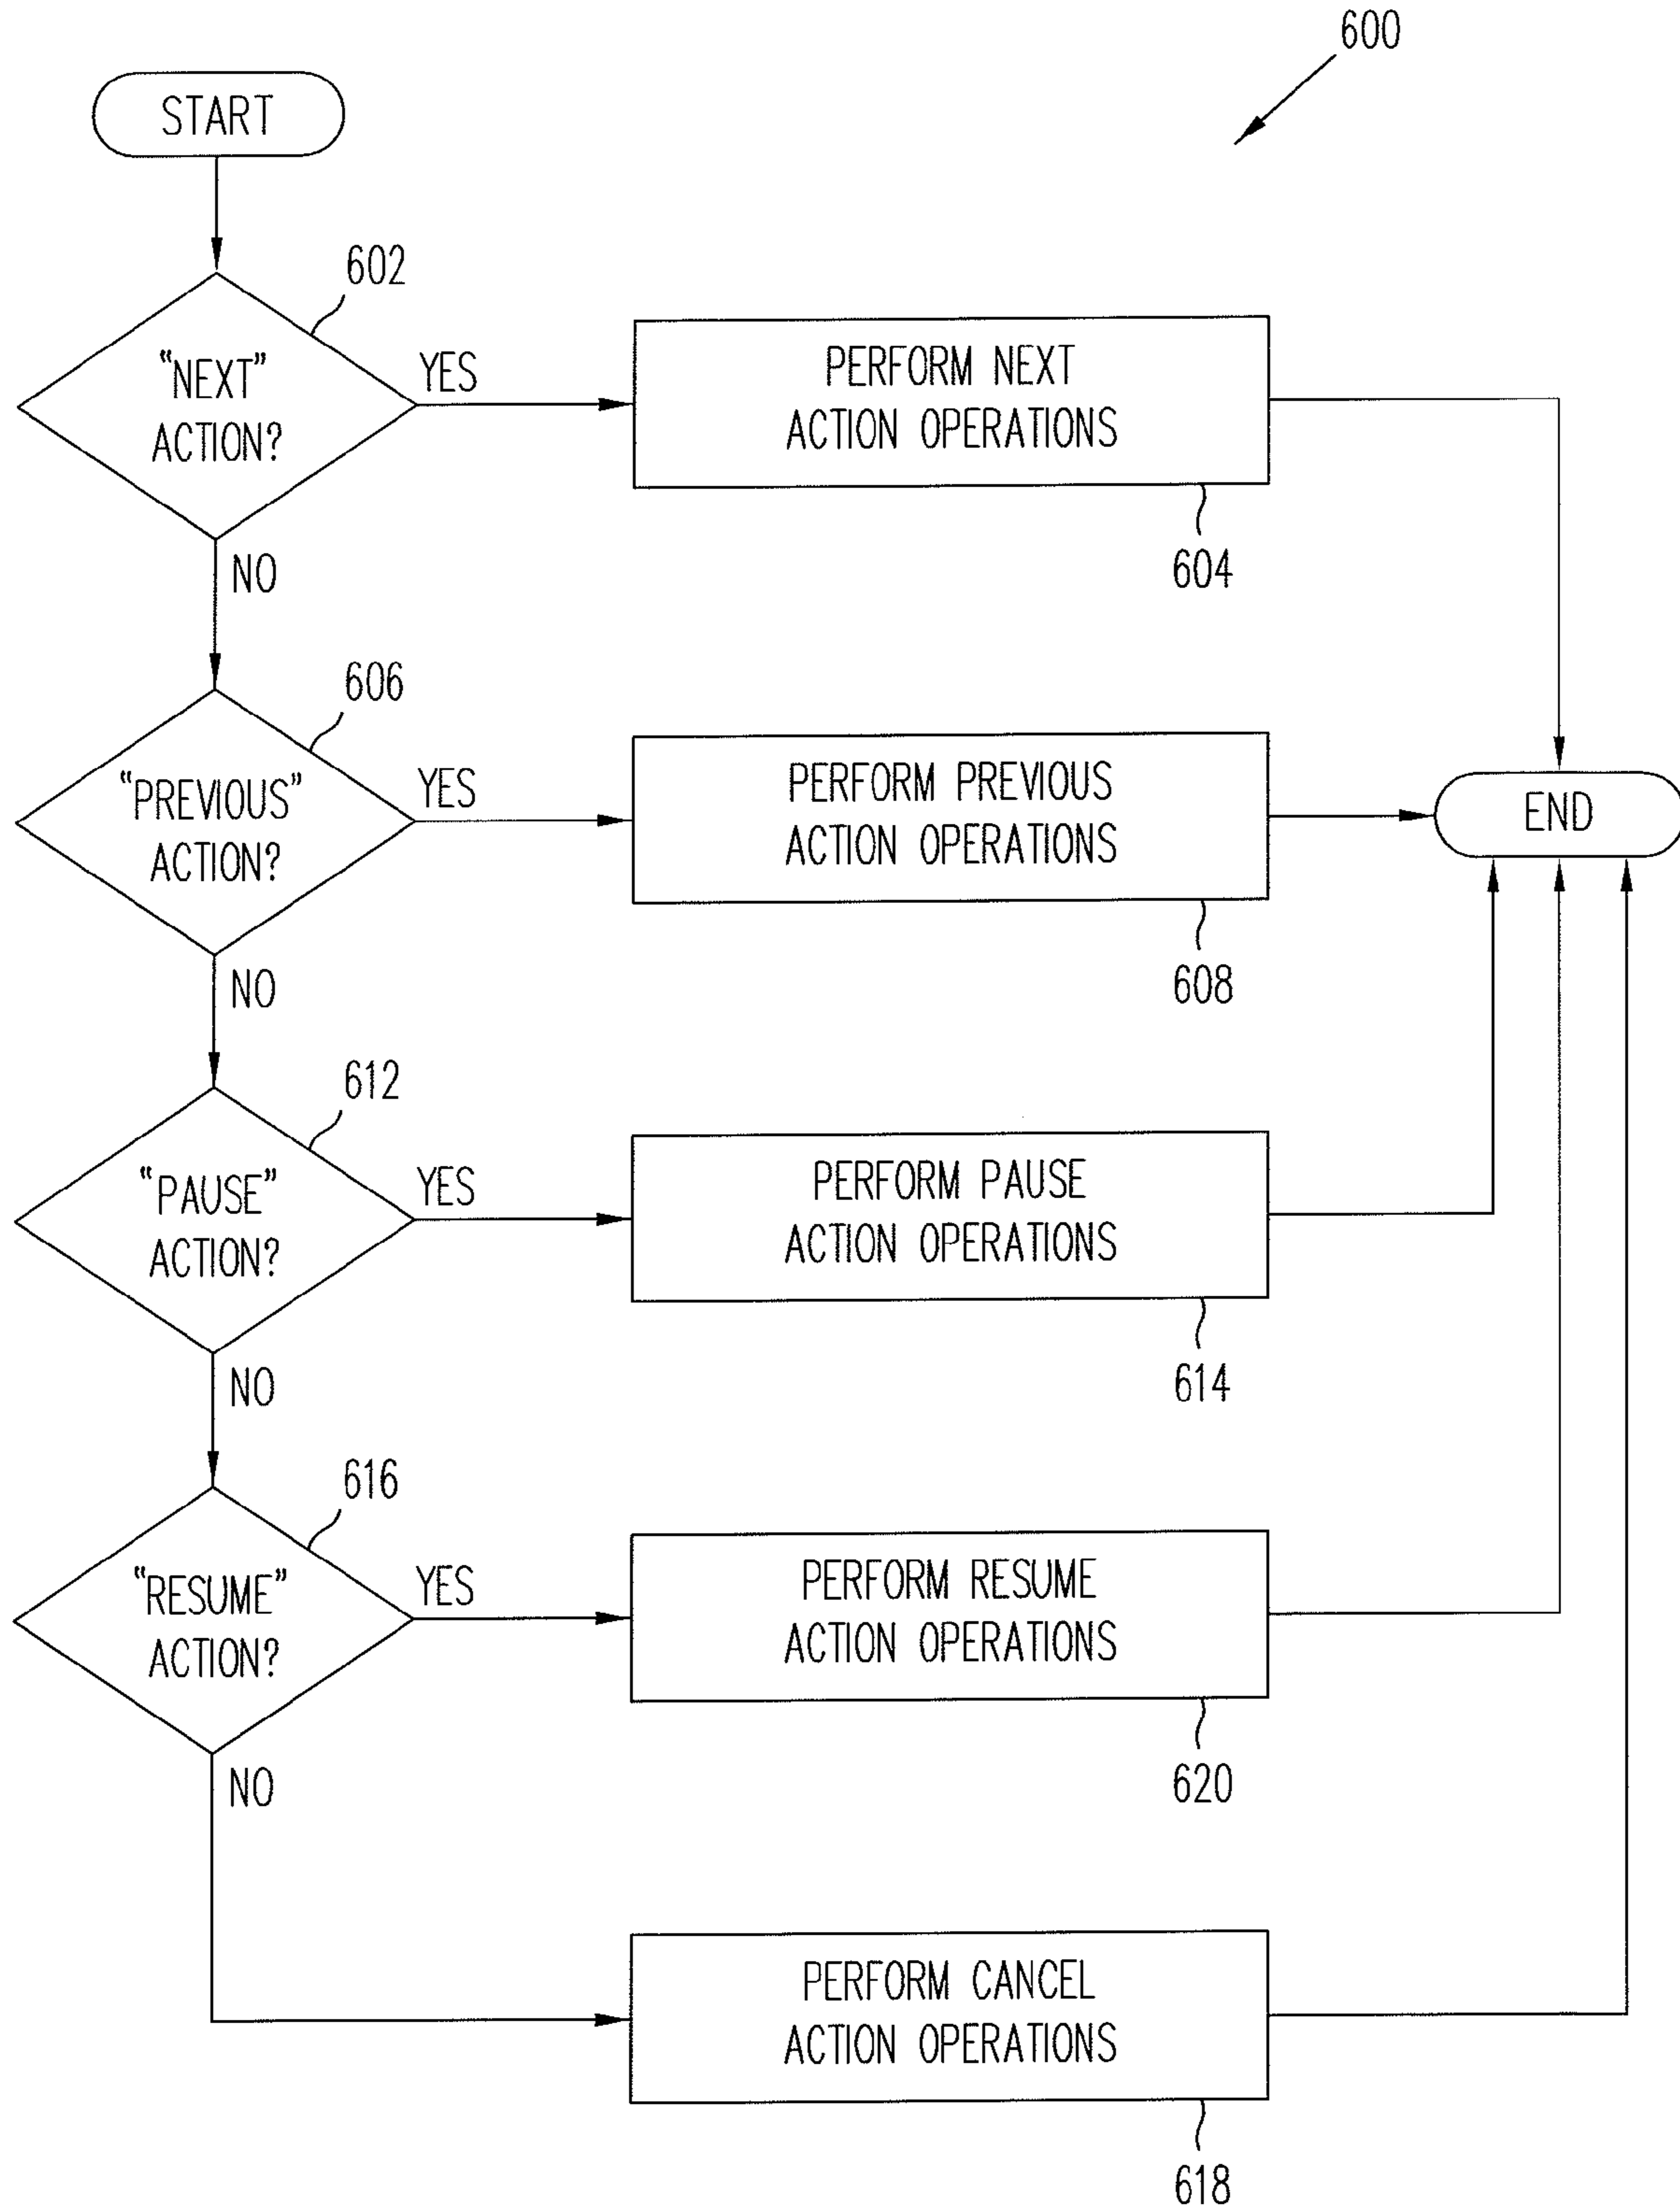 600
START
602
"NEXT"
ACTION?
YES
PERFORM NEXT
ACTION OPERATIONS
604
NO
606
"PREVIOUS"
ACTION?
YES
PERFORM PREVIOUS
ACTION OPERATIONS
END
608
NO
612
"PAUSE"
ACTION?
YES
PERFORM PAUSE
ACTION OPERATIONS
614
NO
616
"RESUME"
ACTION?
YES
PERFORM RESUME
ACTION OPERATIONS
620
NO
PERFORM CANCEL
ACTION OPERATIONS
618